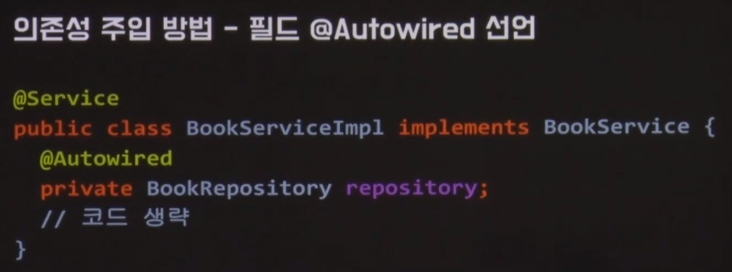 의존성 주입 방법 - 필드 @Autowired 선언
@Service
public class BookServiceImpl implements BookService {
@Autowired
private BookRepository repository;
// 코드 생략
}